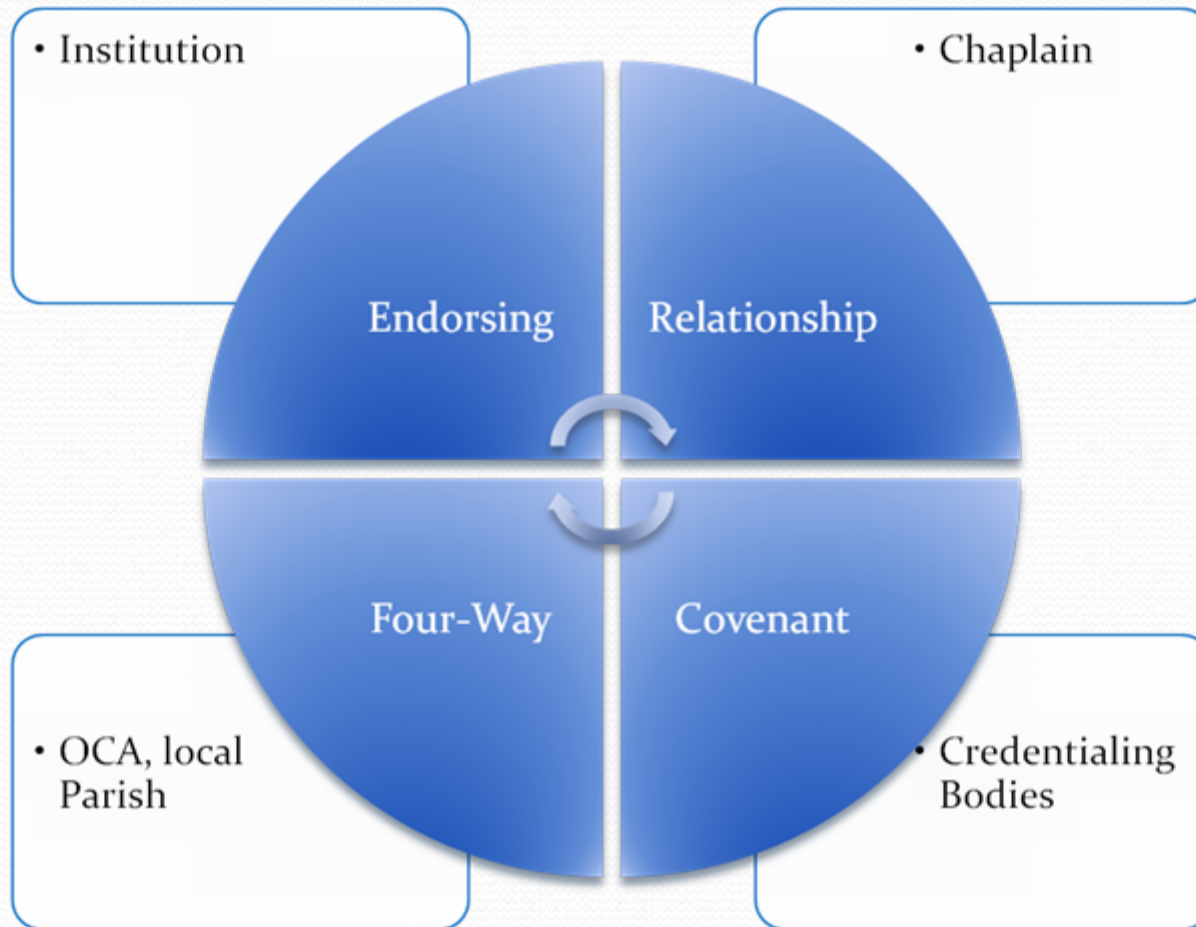 • Institution
• Chaplain
Endorsing
Relationship
Four-Way
Covenant
• OCA, local
Parish
• Credentialing
Bodies